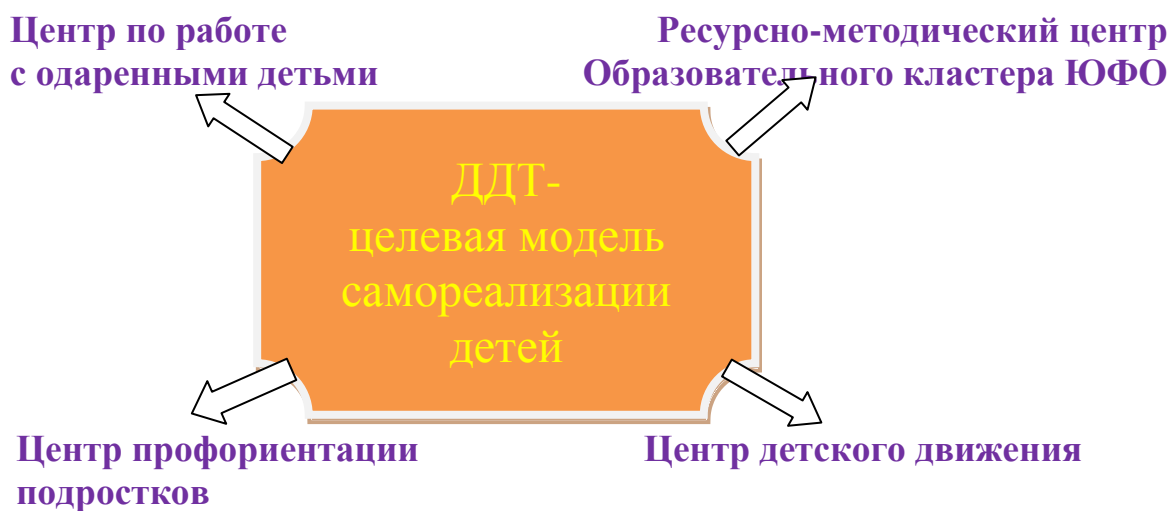 Центр по работе
с одаренными детьми
Ресурсно-методический центр
Образовательного кластера ЮФО
ДДТ-
целевая модель
самореализации
детей
Центр профориентации
подростков
Центр детского движения